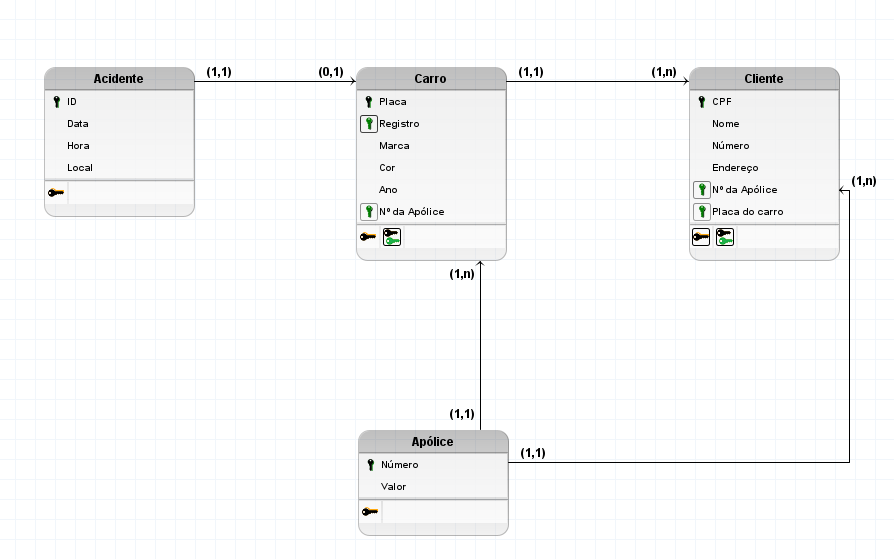 (1,1)
(0,1)
(1,1)
(1,n)
Acidente
ID
Data
Hora
Local
Carro
Placa
Registro
Marca
Cor
Ano
Nº da Apólice
Cliente
CPF
Nome
Número
Endereço
Nº da Apólice
Placa do carro
(1,n)
(1,n)
(1,1)
(1,1)
Apólice
Número
Valor